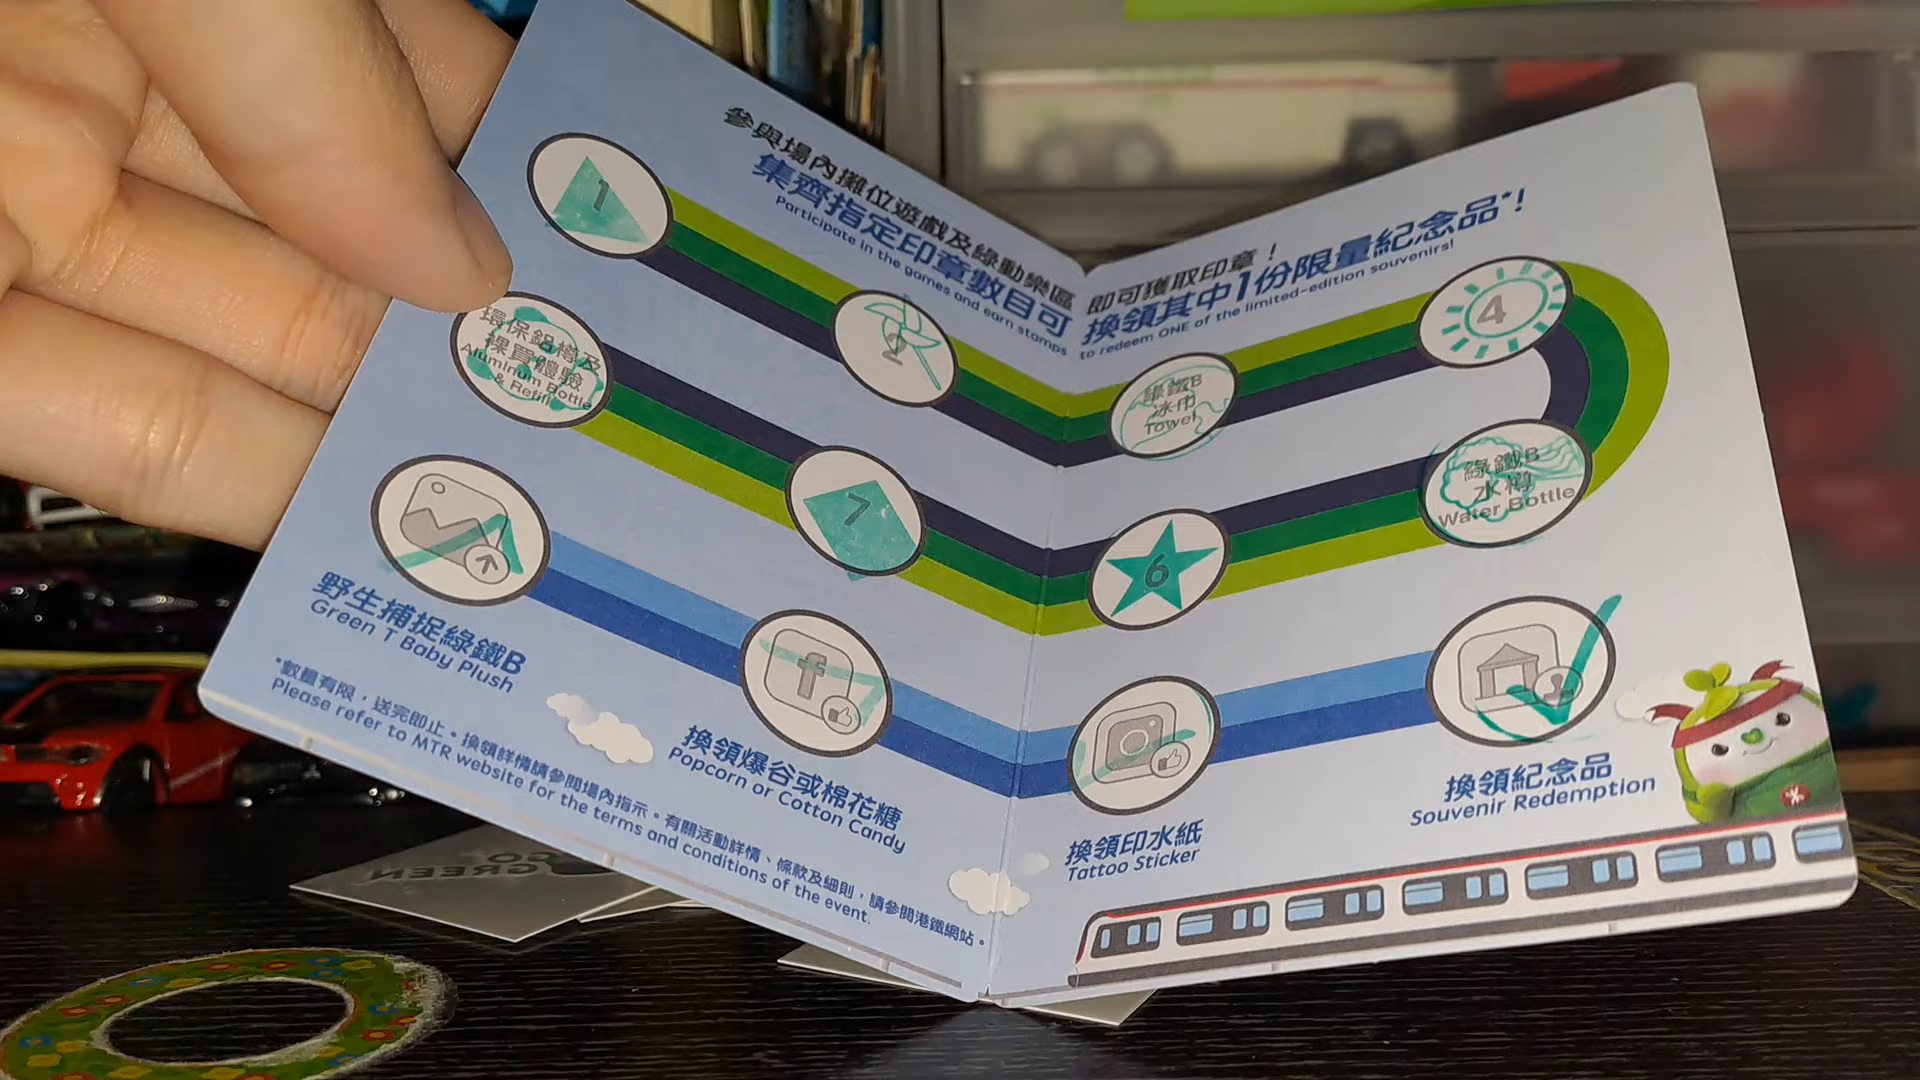 參與場內攤位遊戲及綠動樂區
集齊指定印章數目可
Participate in the games and earn stamps
即可獲取印章！
換領其中1份限量紀念品*！
to redeem ONE of the limited-edition souvenirs!
1
2
綠鐵B
冰巾
Towel
4
環保鋁樽及
裸買體驗
Aluminum Bottle
& Refill
7
6
綠鐵B
水樽
Water Bottle
野生捕捉綠鐵B
Green T Baby Plush
f
換領爆谷或棉花糖
Popcorn or Cotton Candy
換領印水紙
Tattoo Sticker
換領紀念品
Souvenir Redemption
*數量有限，送完即止。換領詳情請參閱場內指示。有關活動詳情、條款及細則，請參閱港鐵網站。
Please refer to MTR website for the terms and conditions of the event.
GO
GREEN